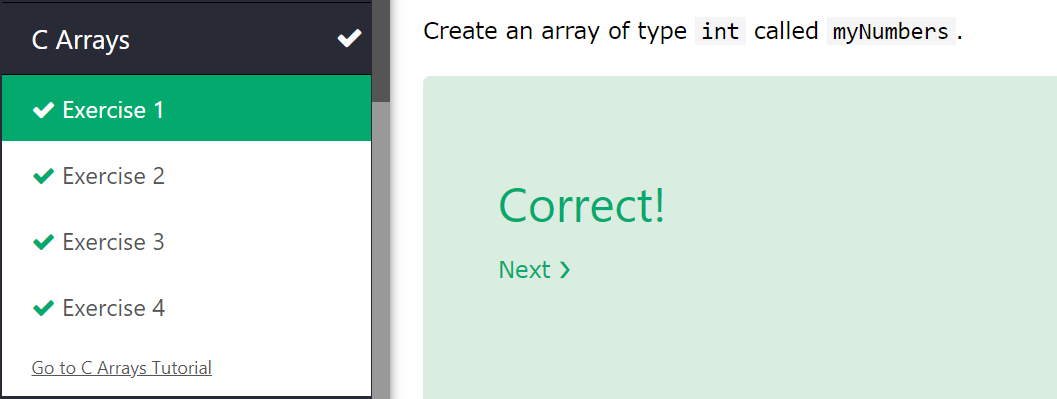 C Arrays
Exercise 1
Exercise 2
Exercise 3
Exercise 4
Go to C Arrays Tutorial
Create an array of type int called myNumbers.
Correct!
Next ❯